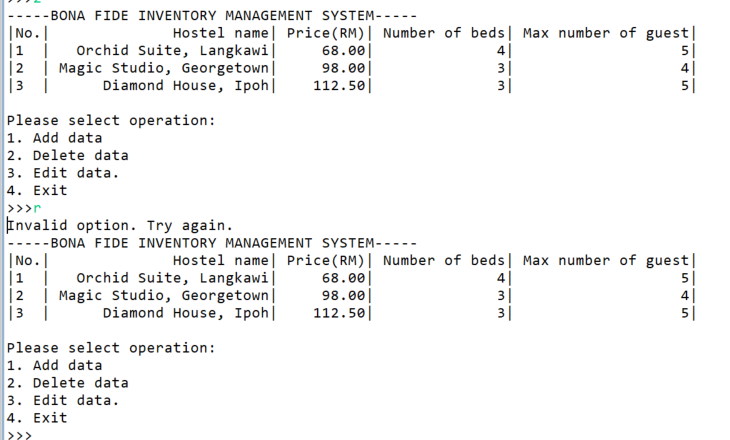 -----BONA FIDE INVENTORY MANAGEMENT SYSTEM-----
|No.|               Hostel name| Price(RM)| Number of beds| Max number of guest|
|1  |    Orchid Suite, Langkawi|     68.00|              4|                   5|
|2  | Magic Studio, Georgetown|     98.00|              3|                   4|
|3  |       Diamond House, Ipoh|    112.50|              3|                   5|

Please select operation:
1. Add data
2. Delete data
3. Edit data.
4. Exit
>>>r
Invalid option. Try again.
-----BONA FIDE INVENTORY MANAGEMENT SYSTEM-----
|No.|               Hostel name| Price(RM)| Number of beds| Max number of guest|
|1  |    Orchid Suite, Langkawi|     68.00|              4|                   5|
|2  | Magic Studio, Georgetown|     98.00|              3|                   4|
|3  |       Diamond House, Ipoh|    112.50|              3|                   5|

Please select operation:
1. Add data
2. Delete data
3. Edit data.
4. Exit
>>>